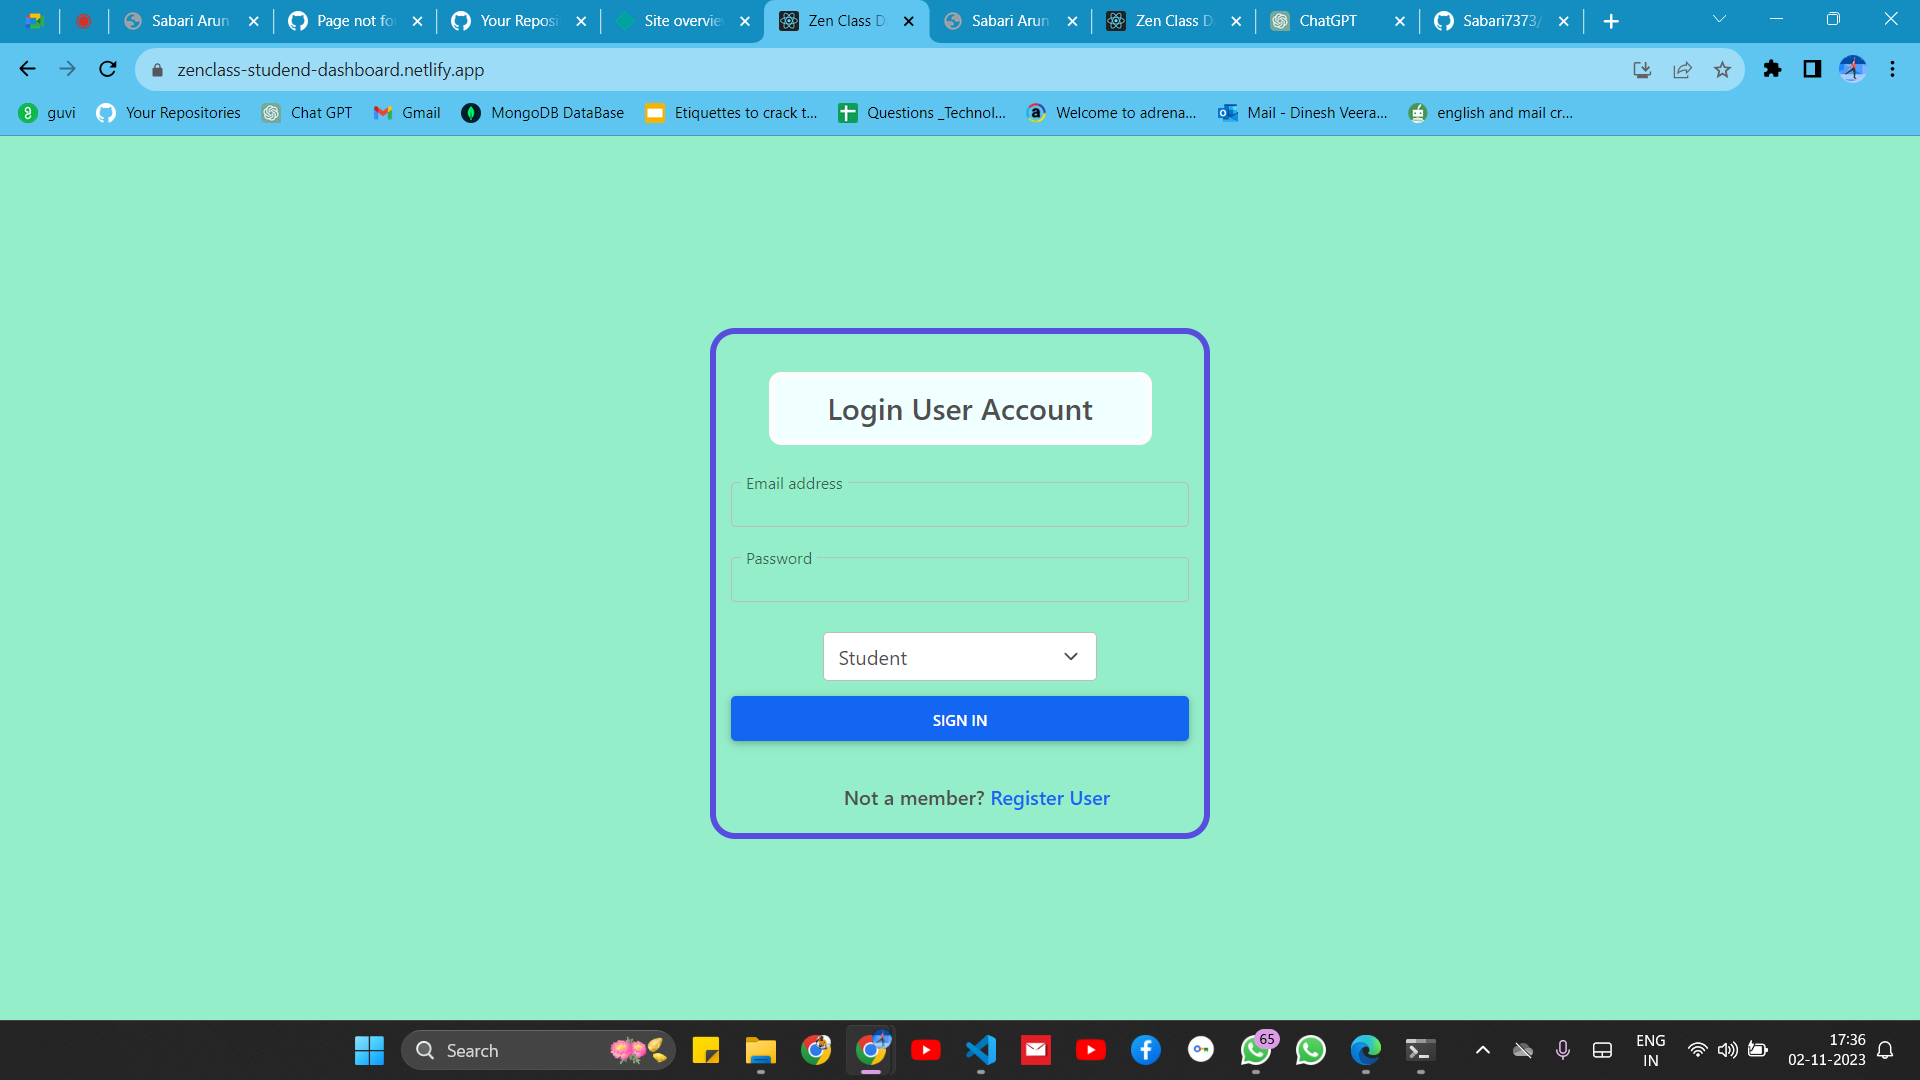 Sabari Arun
Page not fo
Your Reposi
Site overvie
Zen Class D
Sabari Arun
Zen Class D
ChatGPT
Sabari7373/
zenclass-studend-dashboard.netlify.app
guvi
Your Repositories
Chat GPT
Gmail
MongoDB DataBase
Etiquettes to crack t...
Questions _Technol...
Welcome to adrena...
Mail - Dinesh Veera...
english and mail cr...
Login User Account
Email address
Password
Student
SIGN IN
Not a member? Register User
Search
65
ENG
IN
17:36
02-11-2023